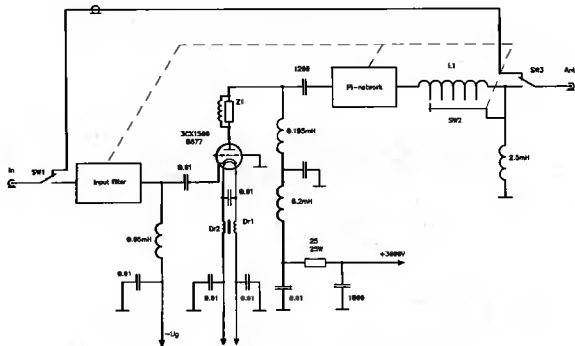 1200
L1
SW3
Ant
Z1
Pi-network
SW2
0.195mH
3CX1500
8877
In
SW1
0.01
Input filter
0.01
2.5mH
8.2mH
Dr2
Dr1
0.05mH
25
25W
+3000V
0.01
0.01
0.01
0.01
1000
-Ug